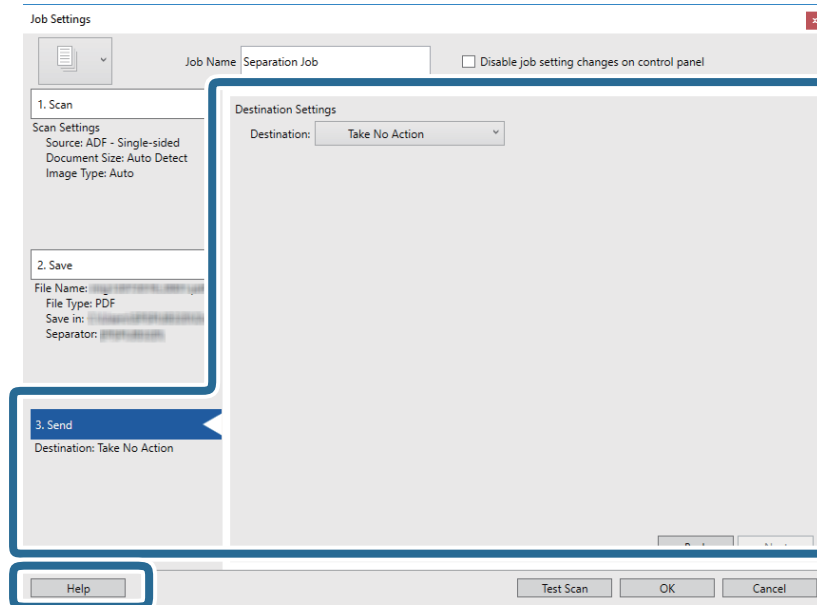 Job Settings
Job Name Separation Job Disable job setting changes on control panel
1. Scan
Scan Settings
Source: ADF - Single-sided
Document Size: Auto Detect
Image Type: Auto
Destination Settings
Destination: Take No Action
2. Save
File Name:
File Type: PDF
Save in:
Separator:
3. Send
Destination: Take No Action
Help Test Scan OK Cancel